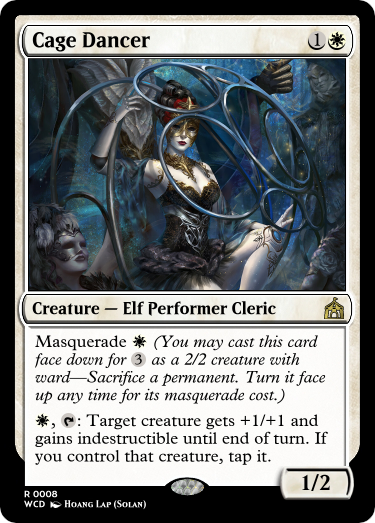 Cage Dancer 1
Creature — Elf Performer Cleric
Masquerade (You may cast this card
face down for 3 as a 2/2 creature with
ward—Sacrifice a permanent. Turn it face
up any time for its masquerade cost.)
, : Target creature gets +1/+1 and
gains indestructible until end of turn. If
you control that creature, tap it.
1/2
R 0008
WCD Hoang Lap (Solan)